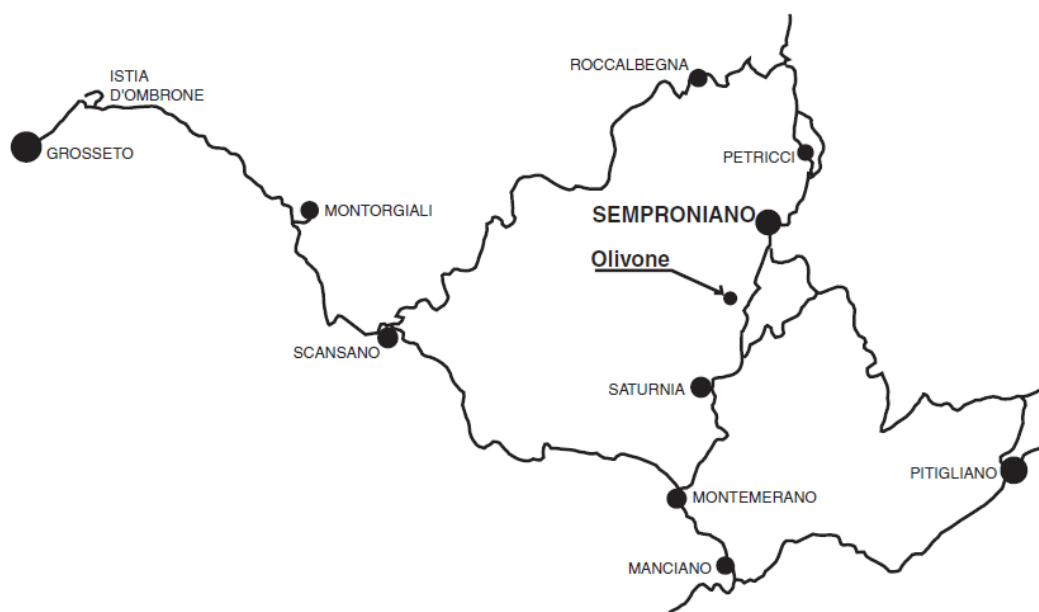 ROCCALBEGNA
ISTIA
D'OMBRONE
GROSSETO
PETRICCI
MONTORGIALI
SEMPRONIANO
Olivone
SCANSANO
SATURNIA
PITIGLIANO
MONTEMERANO
MANCIANO